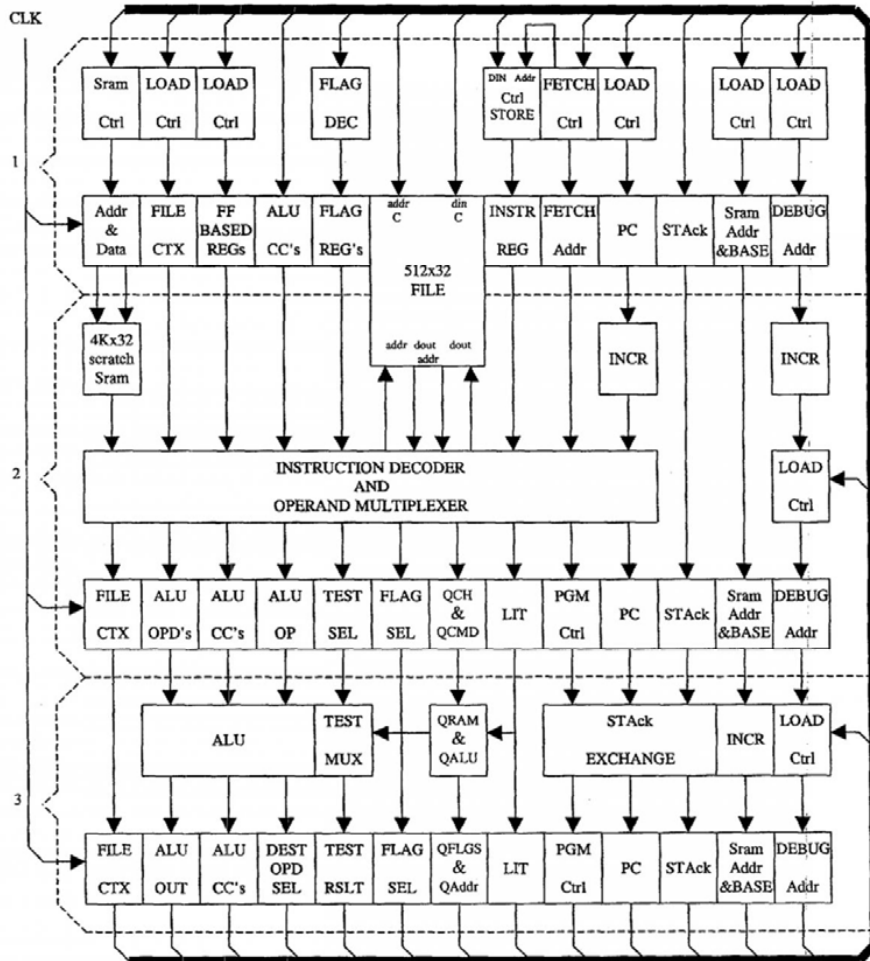 CLK
Sram
Ctrl
LOAD
Ctrl
LOAD
Ctrl
FLAG
DEC
DIN Addr
Ctrl
STORE
FETCH
Ctrl
LOAD
Ctrl
LOAD
Ctrl
LOAD
Ctrl
1
Addr
&
Data
FILE
CTX
FF
BASED
REGs
ALU
CC's
FLAG
REG's
addr
C
din
C
512x32
FILE
addr dout dout
addr
INSTR
REG
FETCH
Addr
PC
STAck
Sram
Addr
&BASE
DEBUG
Addr
4Kx32
scratch
Sram
INCR
INCR
2
INSTRUCTION DECODER
AND
OPERAND MULTIPLEXER
LOAD
Ctrl
FILE
CTX
ALU
OPD's
ALU
CC's
ALU
OP
TEST
SEL
FLAG
SEL
QCH
&
QCMD
LIT
PGM
Ctrl
PC
STAck
Sram
Addr
&BASE
DEBUG
Addr
3
ALU
TEST
MUX
QRAM
&
QALU
STAck
EXCHANGE
INCR
LOAD
Ctrl
FILE
CTX
ALU
OUT
ALU
CC's
DEST
OPD
SEL
TEST
RSLT
FLAG
SEL
QFLGS
&
QAddr
LIT
PGM
Ctrl
PC
STAck
Sram
Addr
&BASE
DEBUG
Addr